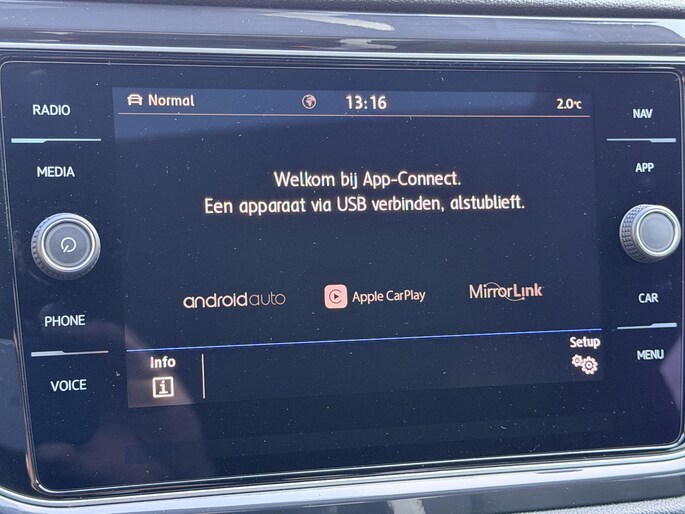 RADIO
MEDIA
PHONE
VOICE
Normal
13:16
2.0°C
Welkom bij App-Connect.
Een apparaat via USB verbinden, alstublieft.
androidauto
Apple CarPlay
MirrorLink
Info
Setup
NAV
APP
CAR
MENU